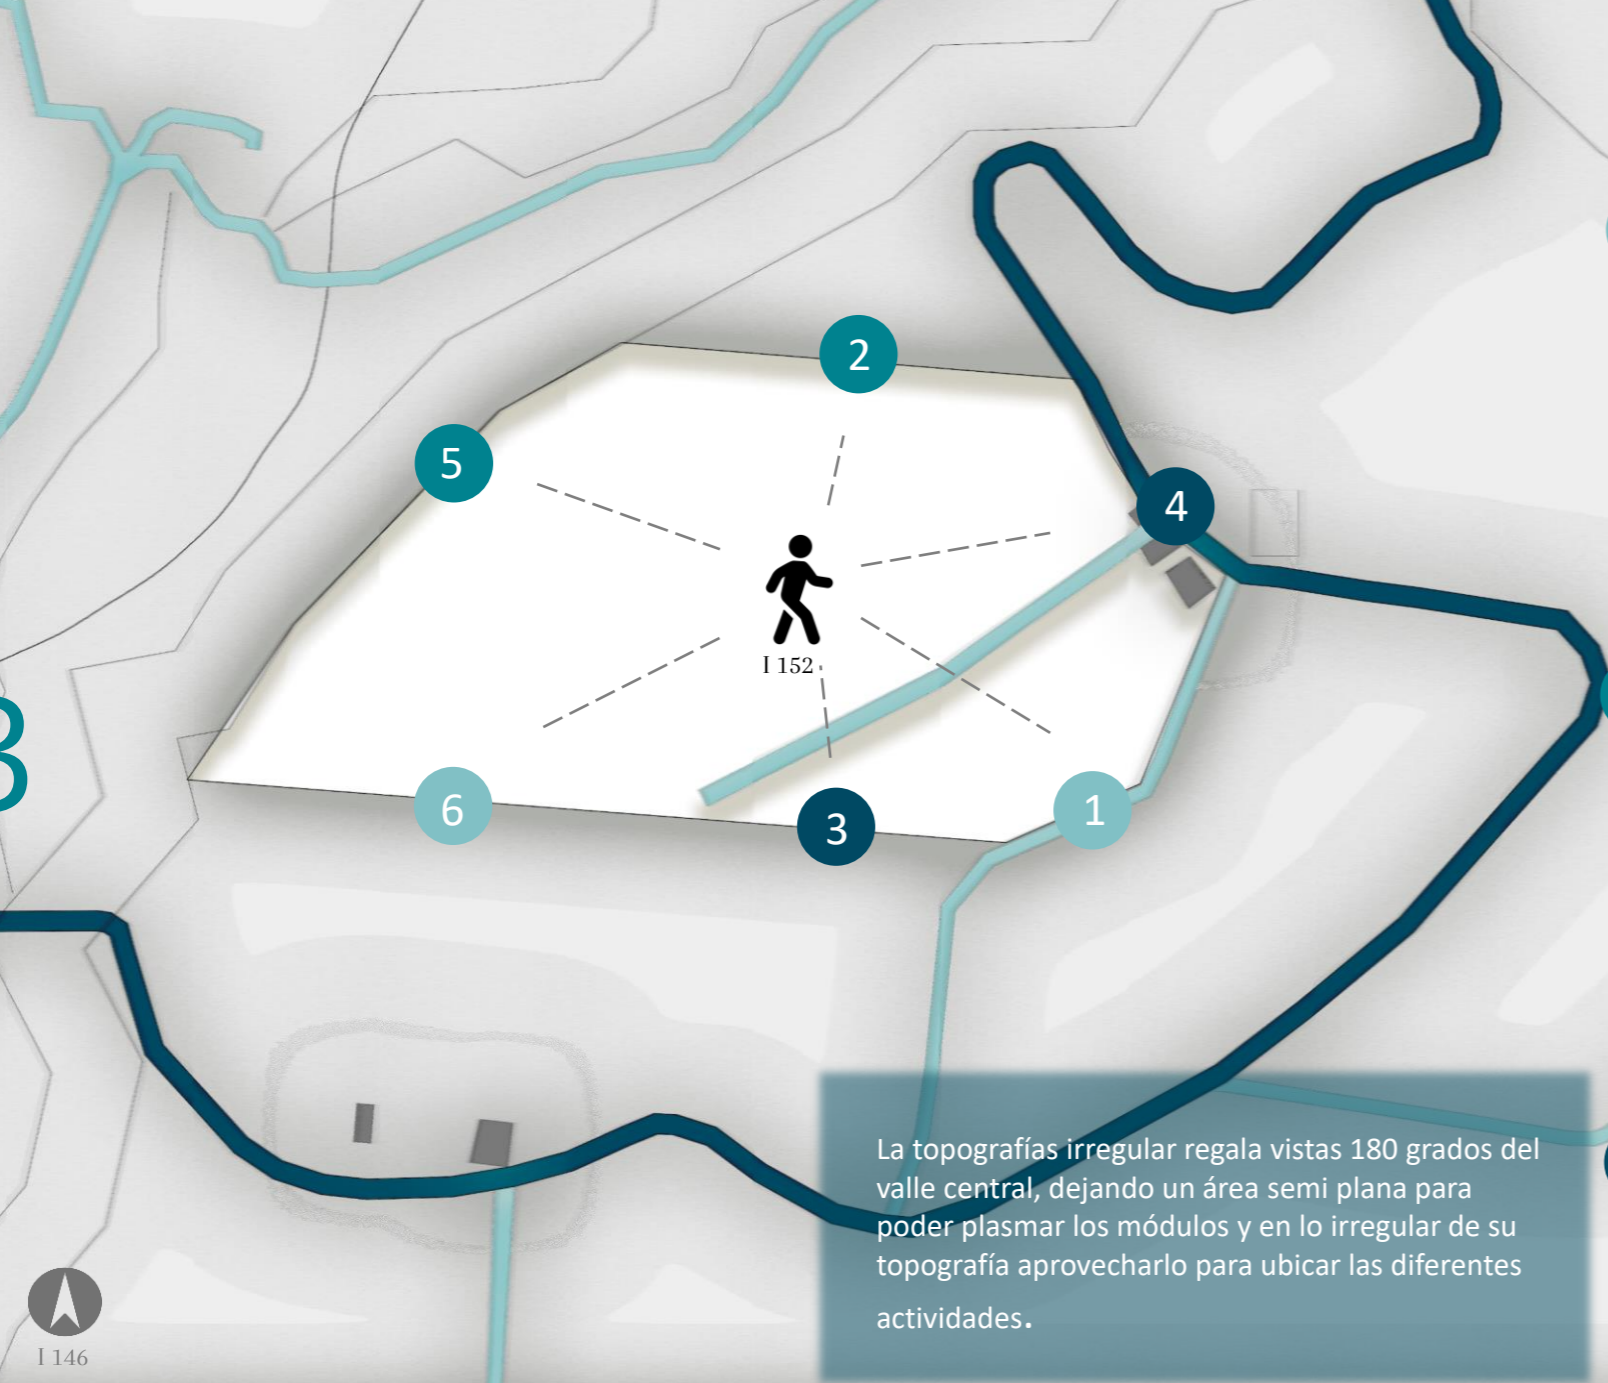 2
5
4
I 152
3
6
1
3
La topografías irregular regala vistas 180 grados del
valle central, dejando un área semi plana para
poder plasmar los módulos y en lo irregular de su
topografía aprovecharlo para ubicar las diferentes
actividades.
I 146